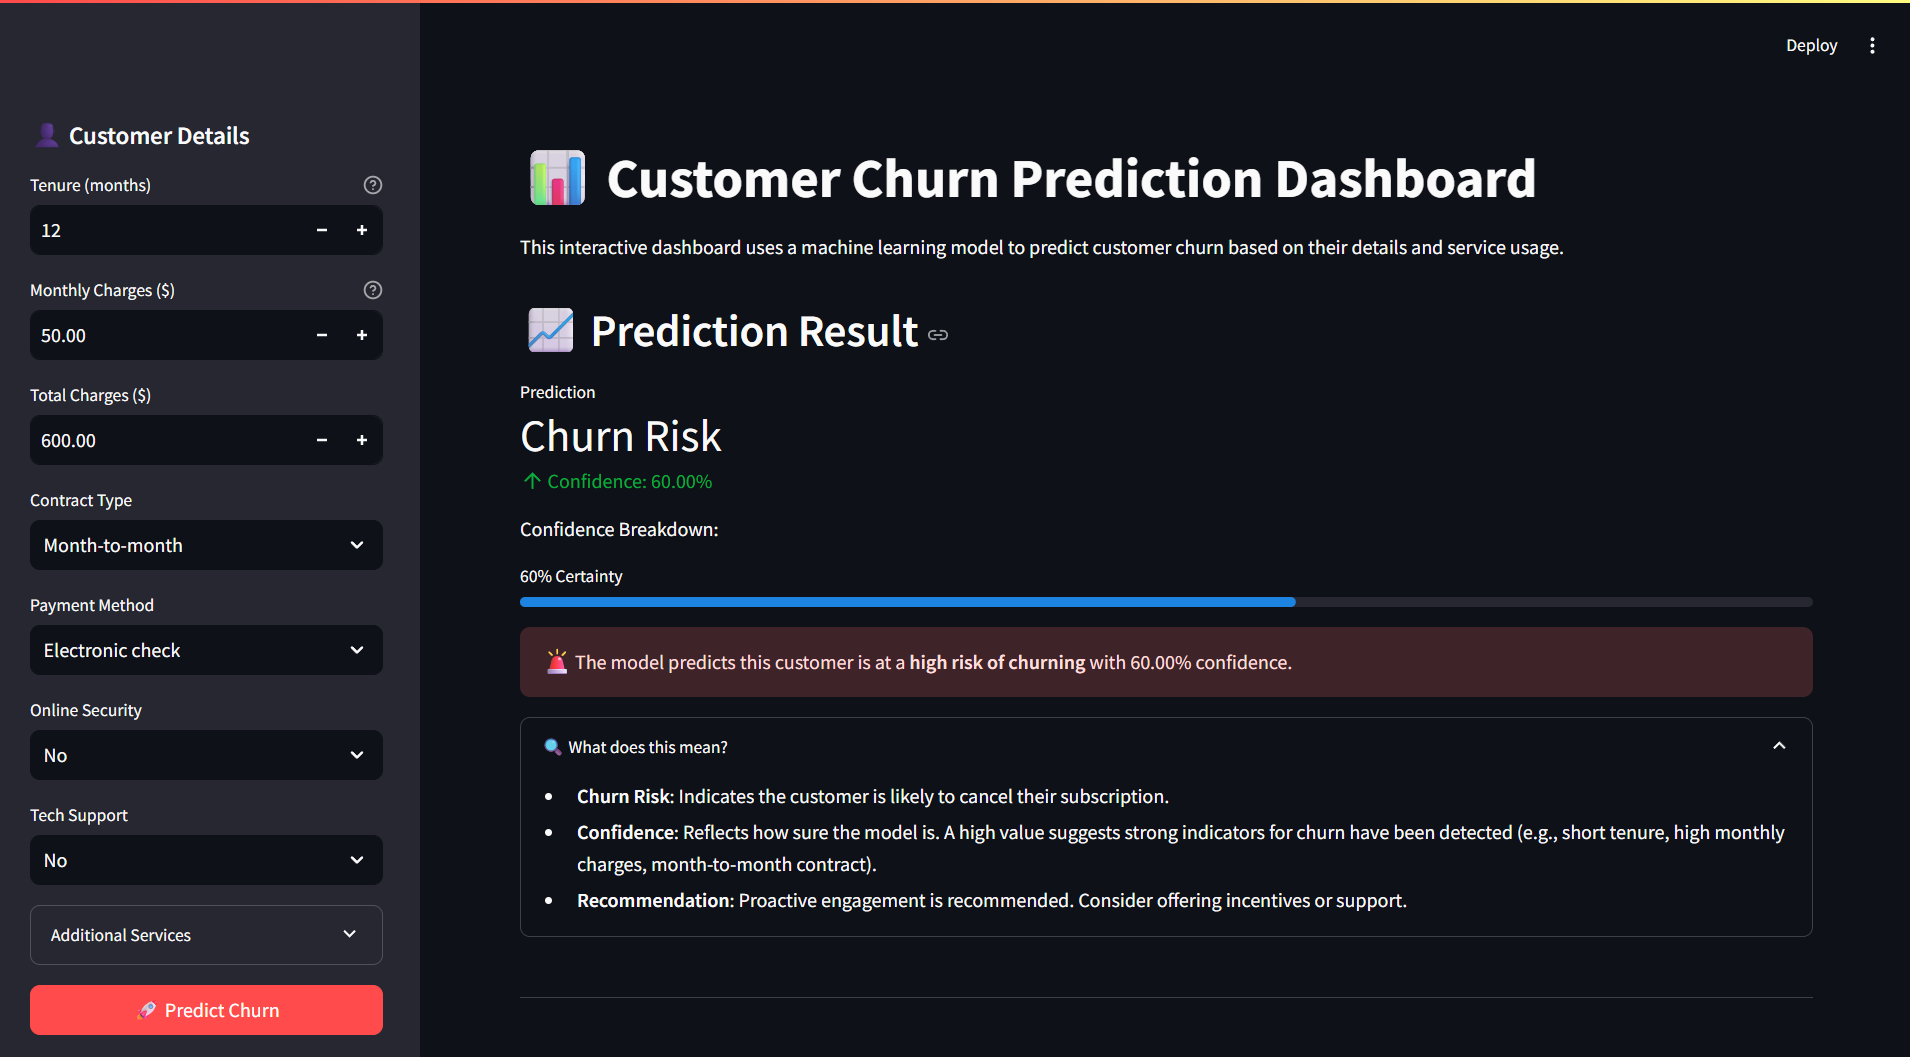 Deploy
Customer Details
Tenure (months)
12
Monthly Charges ($)
50.00
Total Charges ($)
600.00
Contract Type
Month-to-month
Payment Method
Electronic check
Online Security
No
Tech Support
No
Additional Services
Predict Churn
Customer Churn Prediction Dashboard
This interactive dashboard uses a machine learning model to predict customer churn based on their details and service usage.
Prediction Result
Prediction
Churn Risk
Confidence: 60.00%
Confidence Breakdown:
60% Certainty
The model predicts this customer is at a high risk of churning with 60.00% confidence.
What does this mean?
Churn Risk: Indicates the customer is likely to cancel their subscription.
Confidence: Reflects how sure the model is. A high value suggests strong indicators for churn have been detected (e.g., short tenure, high monthly
charges, month-to-month contract).
Recommendation: Proactive engagement is recommended. Consider offering incentives or support.